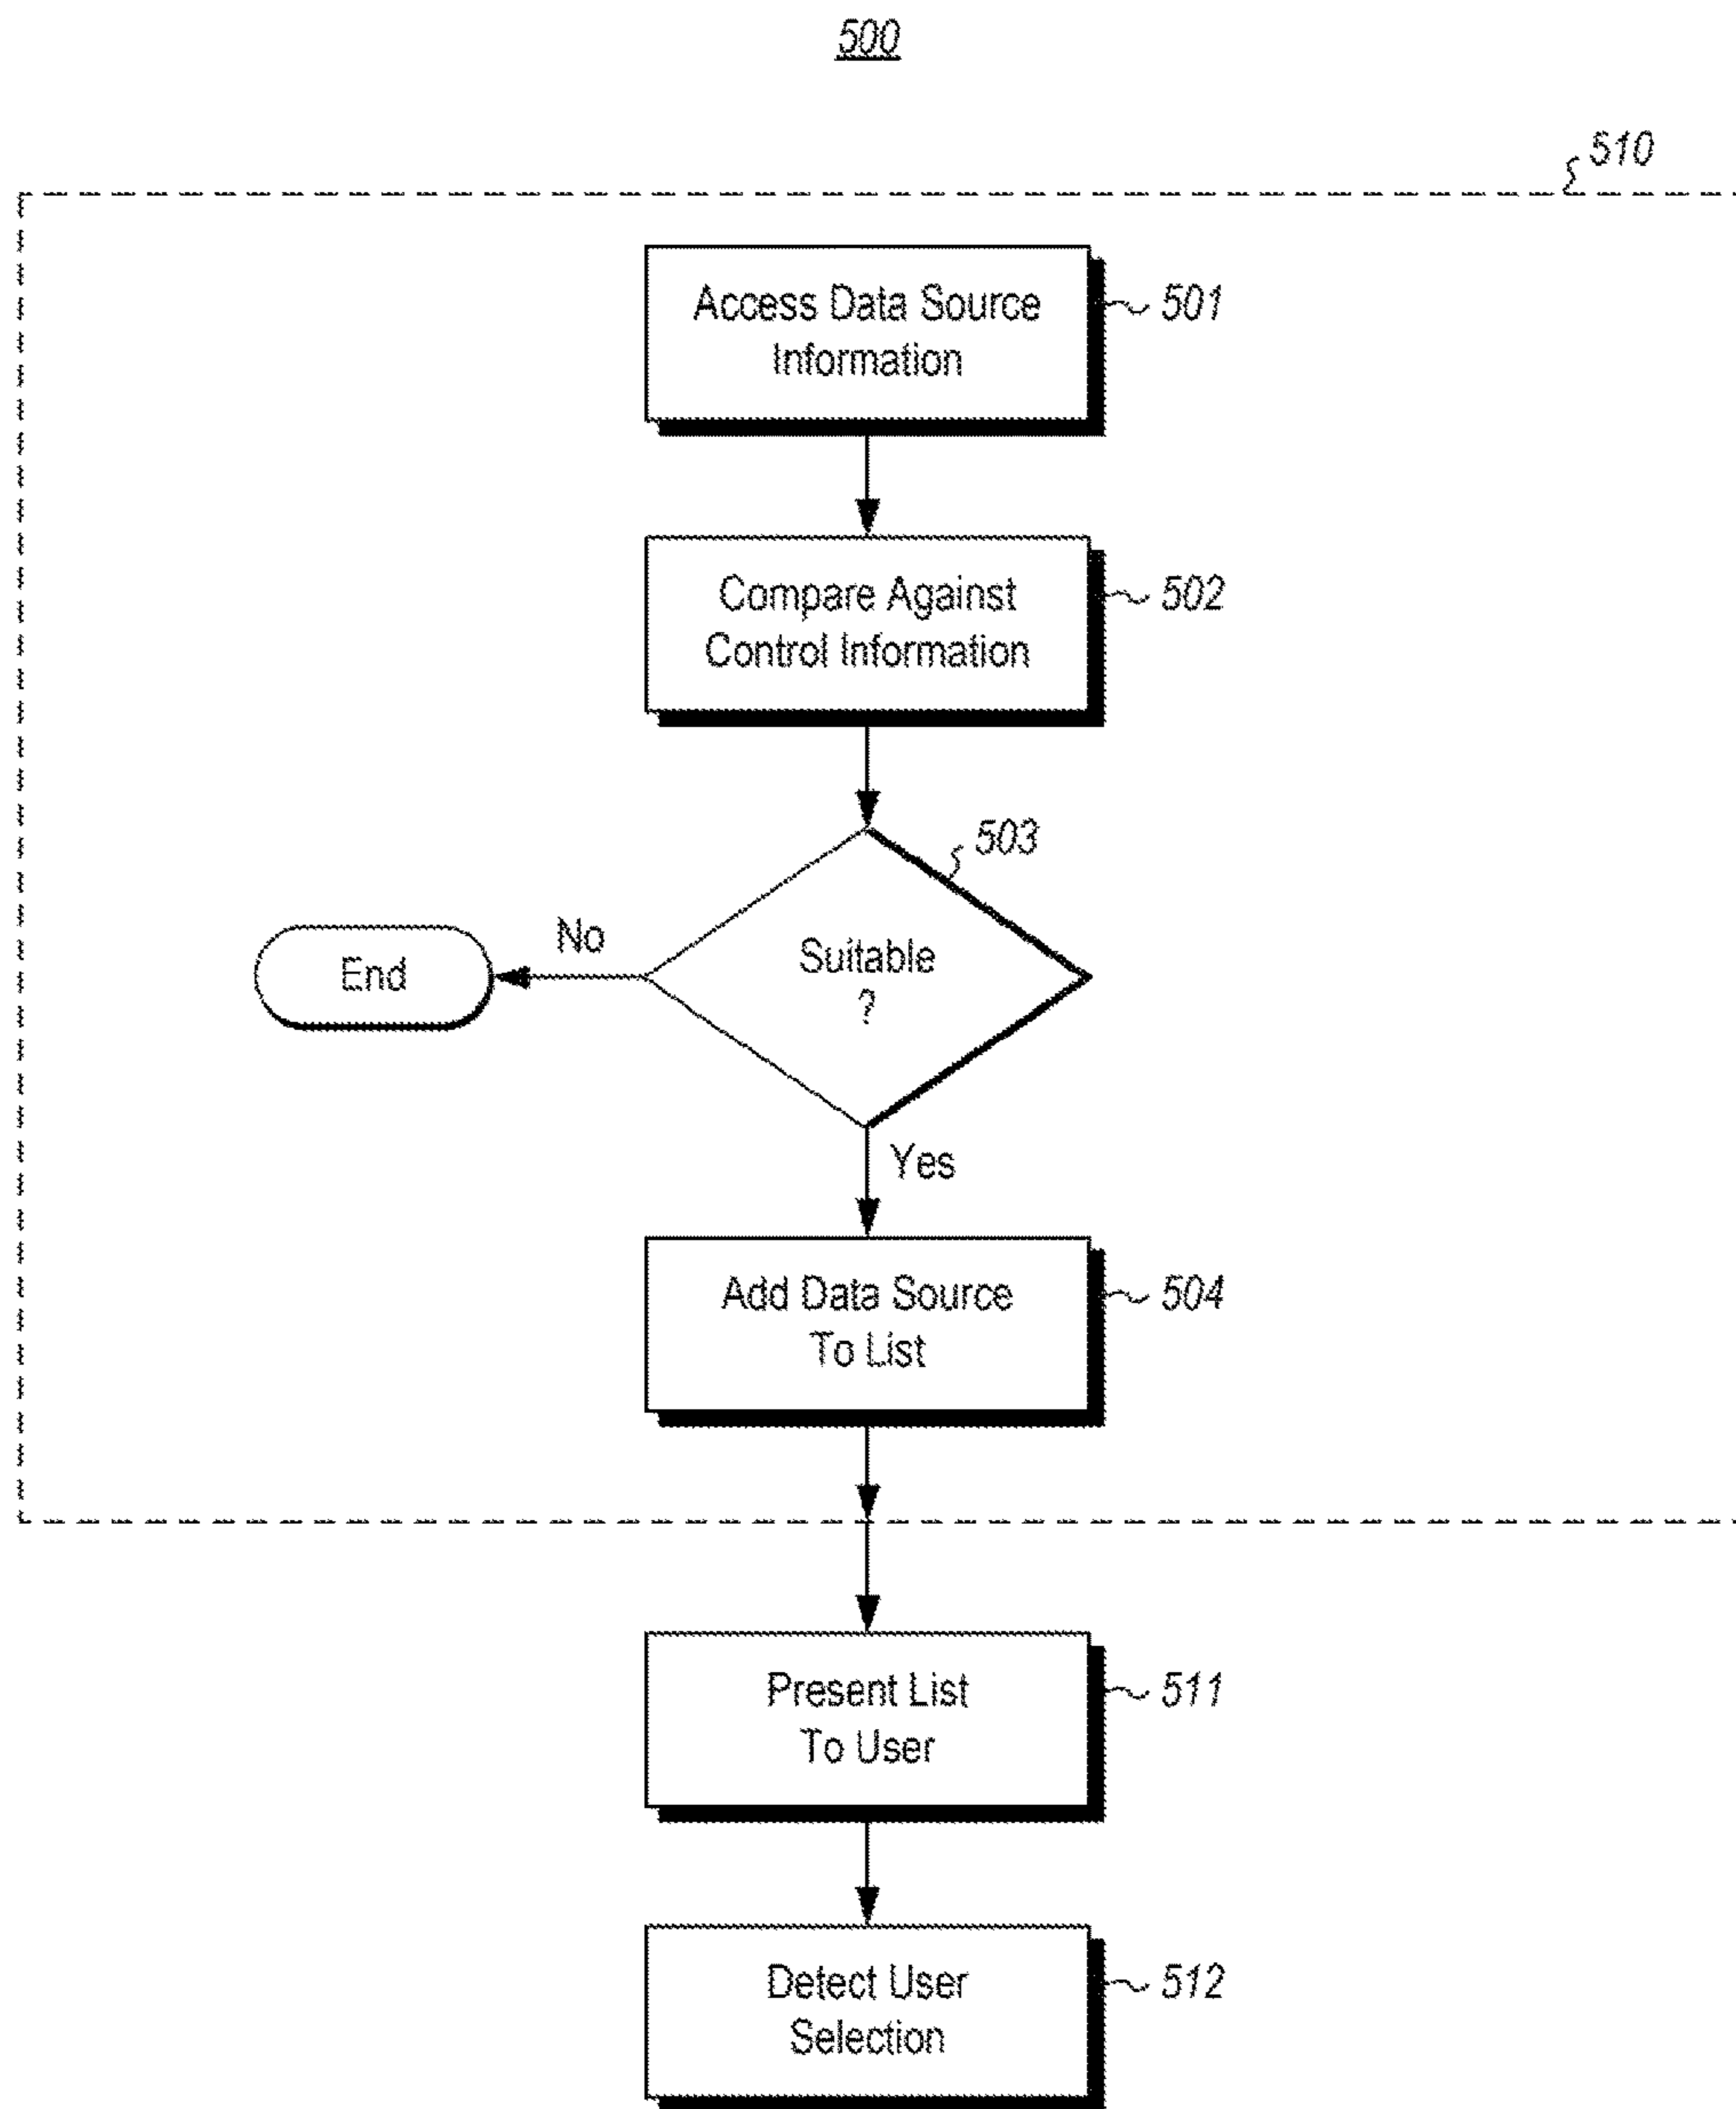 500
510
Access Data Source
Information
501
Compare Against
Control Information
502
503
Suitable
?
No
End
Yes
Add Data Source
To List
504
Present List
To User
511
Detect User
Selection
512